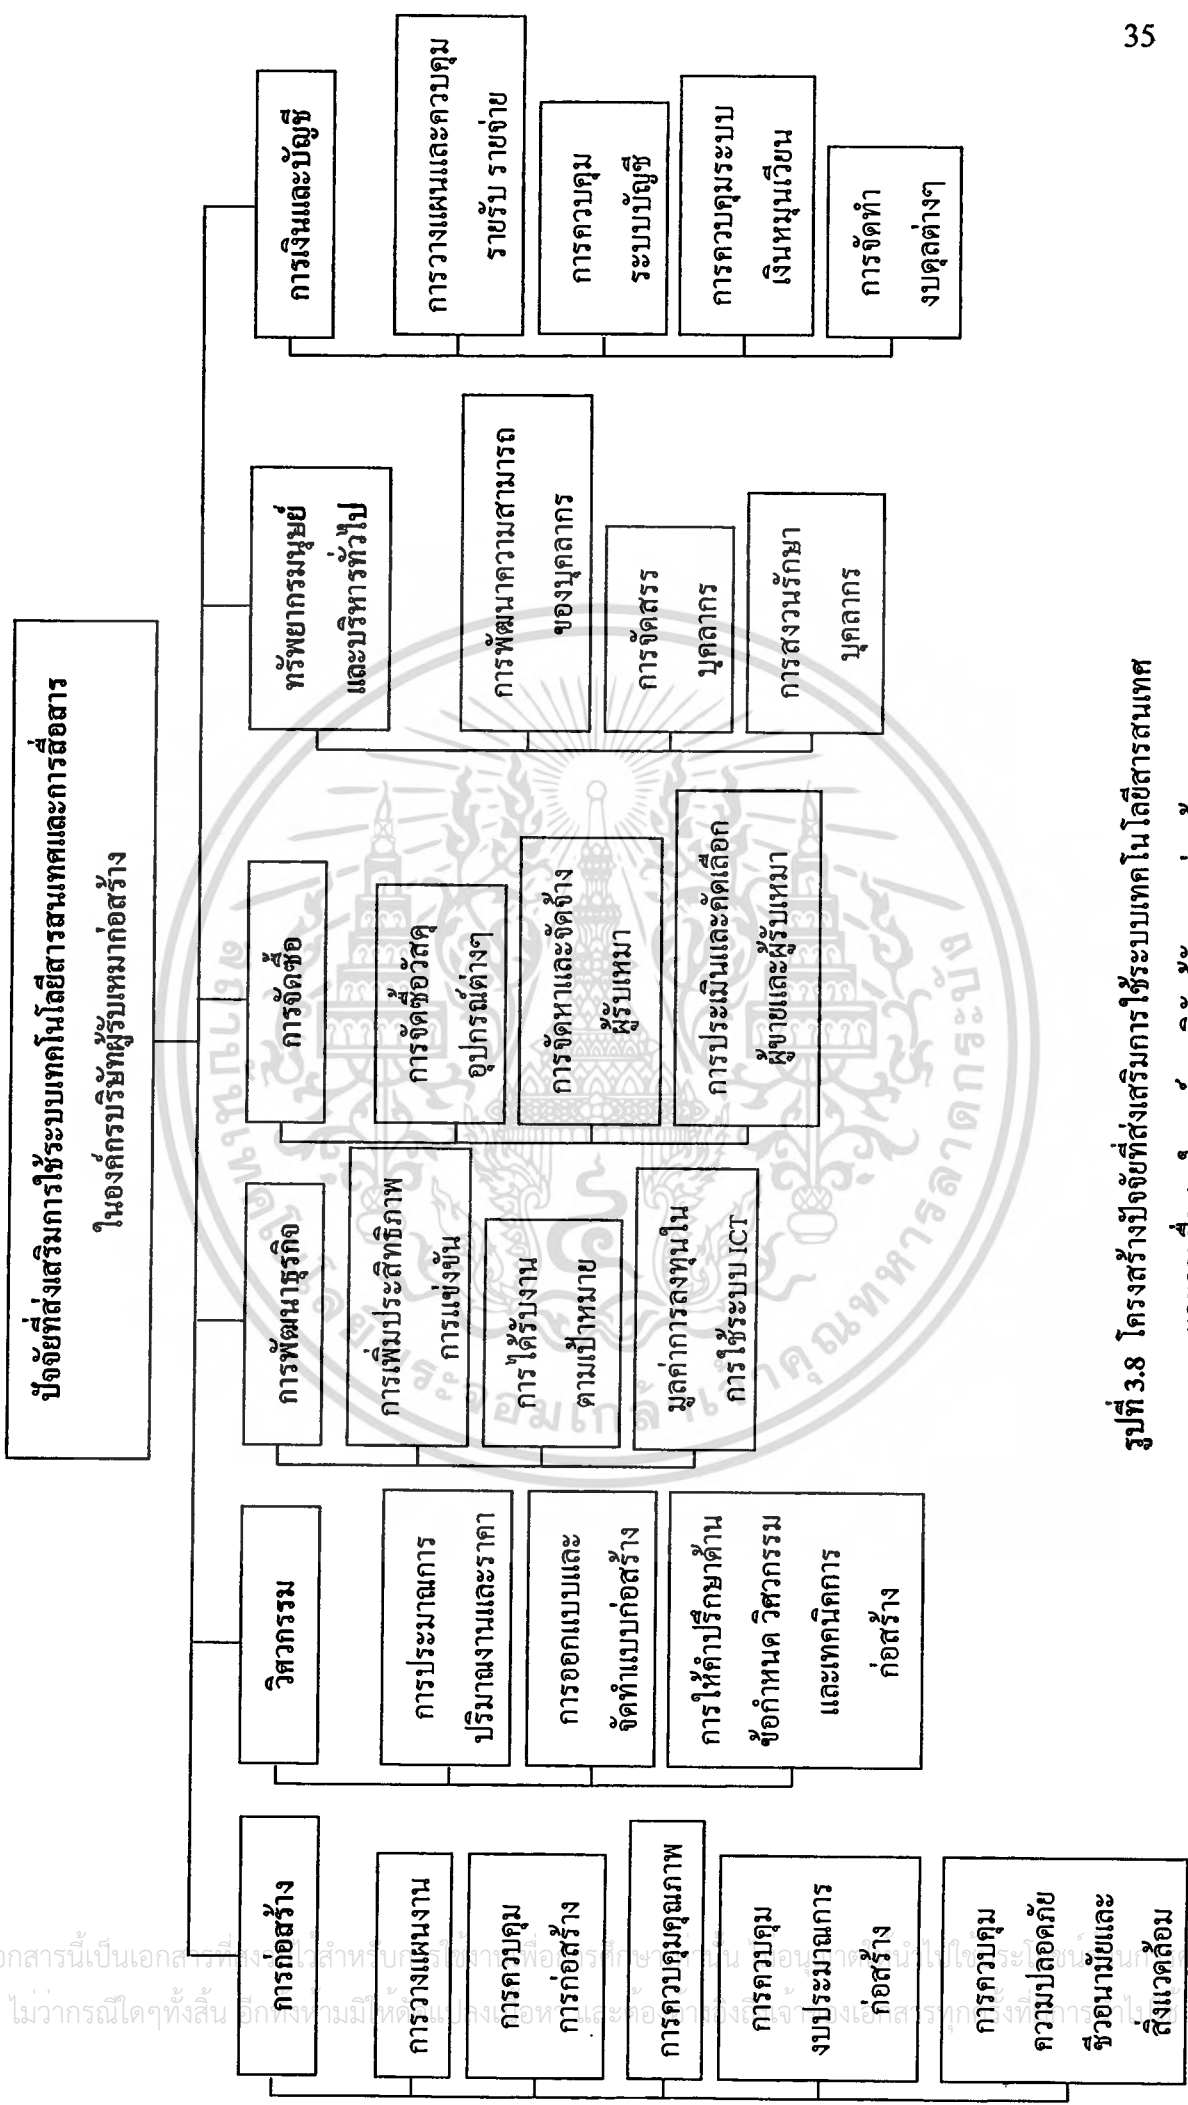 35
ปัจจัยที่ส่งเสริมการใช้ระบบเทคโนโลยีสารสนเทศและการสื่อสาร
ในองค์กรบริษัทผู้รับเหมาก่อสร้าง
การก่อสร้าง
การวางแผนงาน
การควบคุม
การก่อสร้าง
การควบคุมคุณภาพ
การควบคุม
งบประมาณการ
ก่อสร้าง
การควบคุม
ความปลอดภัย
ชีวอนามัยและ
สิ่งแวดล้อม
วิศวกรรม
การประมาณการ
ปริมาณงานและราคา
การออกแบบและ
จัดทำแบบก่อสร้าง
การให้คำปรึกษาด้าน
ข้อกำหนด วิศวกรรม
และเทคนิคการ
ก่อสร้าง
การพัฒนาธุรกิจ
การเพิ่มประสิทธิภาพ
การแข่งขัน
การได้รับงาน
ตามเป้าหมาย
มูลค่าการลงทุนใน
การใช้ระบบ ICT
การจัดซื้อ
การจัดซื้อวัสดุ
อุปกรณ์ต่างๆ
การจัดหาและจัดจ้าง
ผู้รับเหมา
การประเมินและคัดเลือก
ผู้ขายและผู้รับเหมา
ทรัพยากรมนุษย์
และบริหารทั่วไป
การพัฒนาความสามารถ
ของบุคลากร
การจัดสรร
บุคลากร
การสงวนรักษา
บุคลากร
การเงินและบัญชี
การวางแผนและควบคุม
รายรับ รายจ่าย
การควบคุม
ระบบบัญชี
การควบคุมระบบ
เงินหมุนเวียน
การจัดทำ
งบดุลต่างๆ
รูปที่ 3.8 โครงสร้างปัจจัยที่ส่งเสริมการใช้ระบบเทคโนโลยีสารสนเทศ